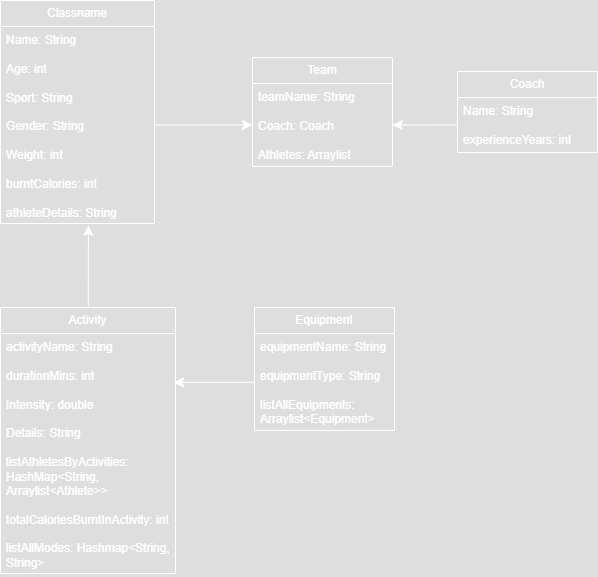 Classname
Name: String
Age: int
Sport: String
Gender: String
Weight: int
burntCalories: int
athleteDetails: String
Team
teamName: String
Coach: Coach
Athletes: Arraylist
Coach
Name: String
experienceYears: int
Activity
activityName: String
durationMins: int
Intensity: double
Details: String
listAthletesByActivities:
HashMap<String,
Arraylist<Athlete>>
totalCaloriesBurntInActivity: int
listAllModes: Hashmap<String,
String>
Equipment
equipmentName: String
equipmentType: String
listAllEquipments:
Arraylist<Equipment>